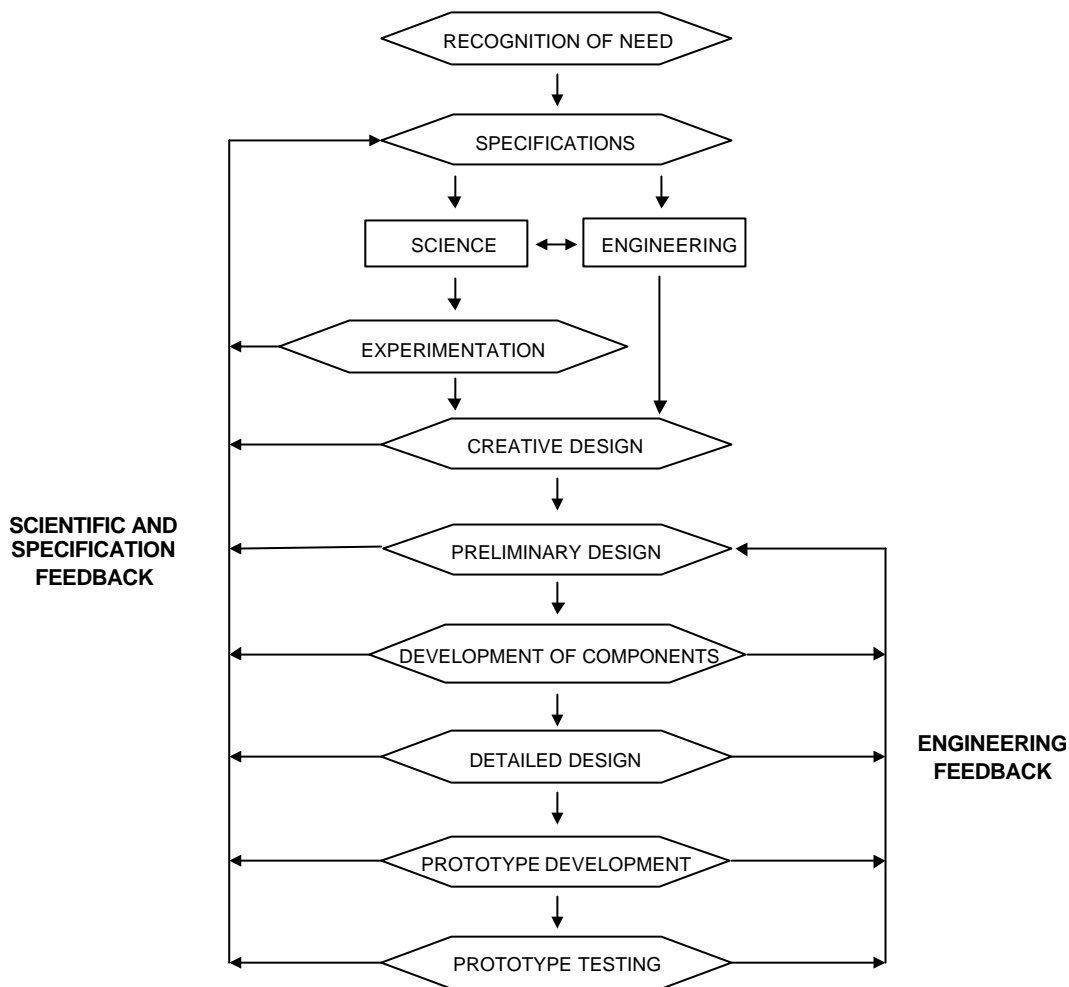 RECOGNITION OF NEED
SPECIFICATIONS
SCIENCE
ENGINEERING
EXPERIMENTATION
CREATIVE DESIGN
SCIENTIFIC AND
SPECIFICATION
FEEDBACK
PRELIMINARY DESIGN
DEVELOPMENT OF COMPONENTS
DETAILED DESIGN
ENGINEERING
FEEDBACK
PROTOTYPE DEVELOPMENT
PROTOTYPE TESTING